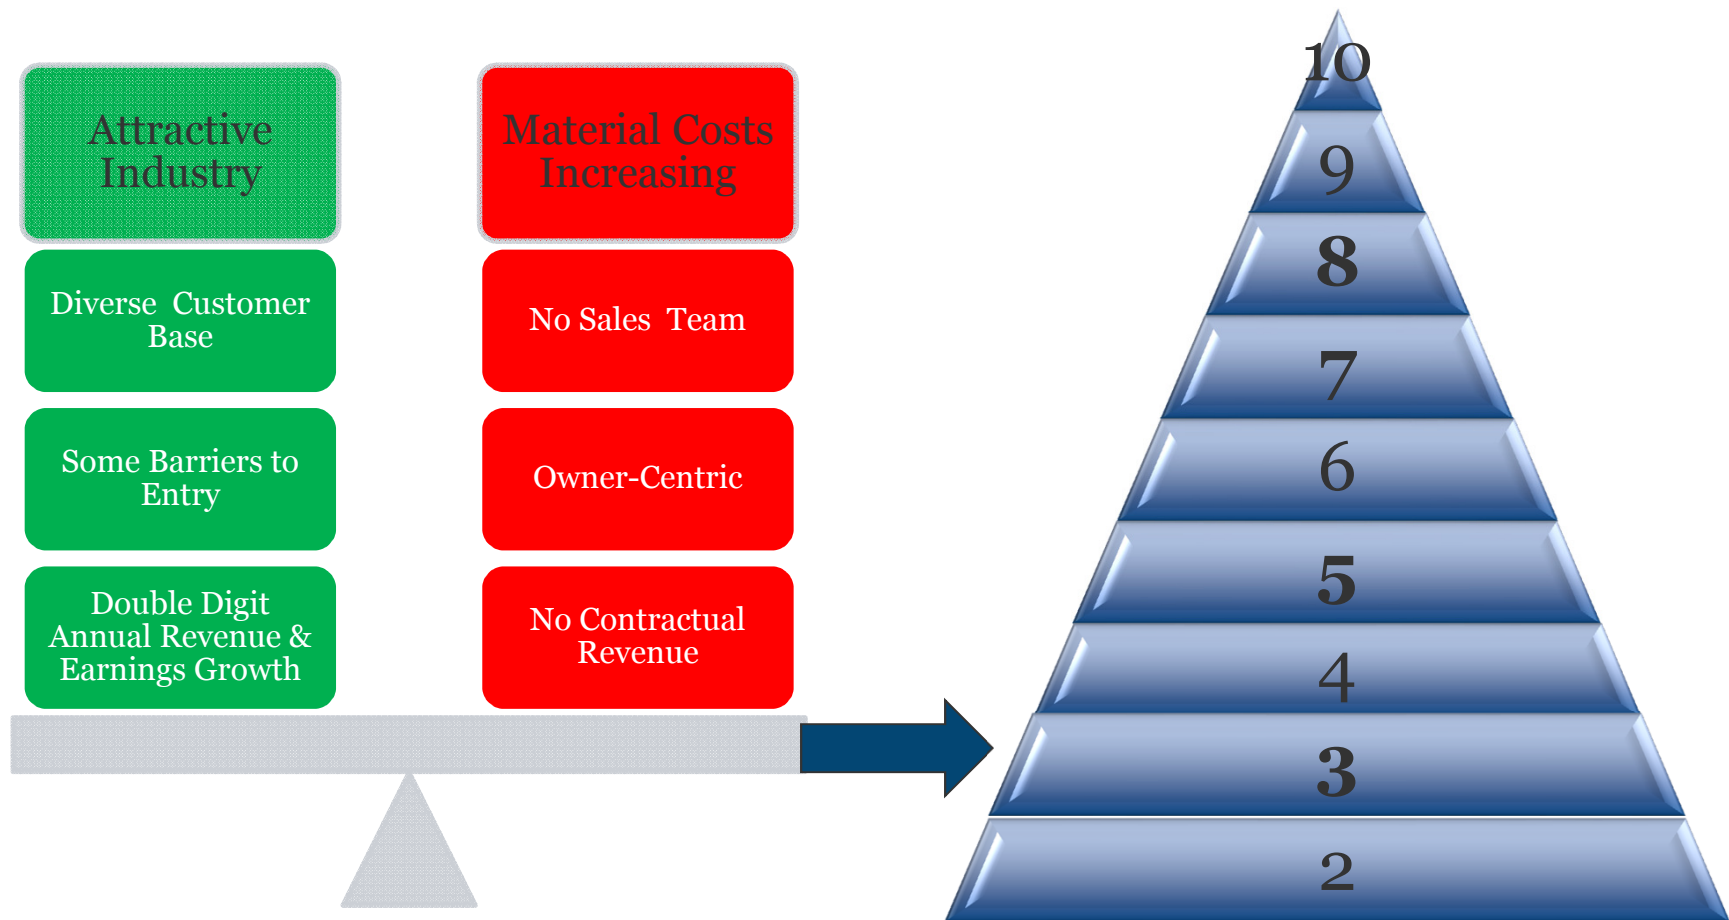 Attractive
Industry
Diverse  Customer
Base
Some Barriers to
Entry
Double Digit
Annual Revenue &
Earnings Growth
Material Costs
Increasing
No Sales  Team
Owner-Centric
No Contractual
Revenue
10
9
8
7
6
5
4
3
2